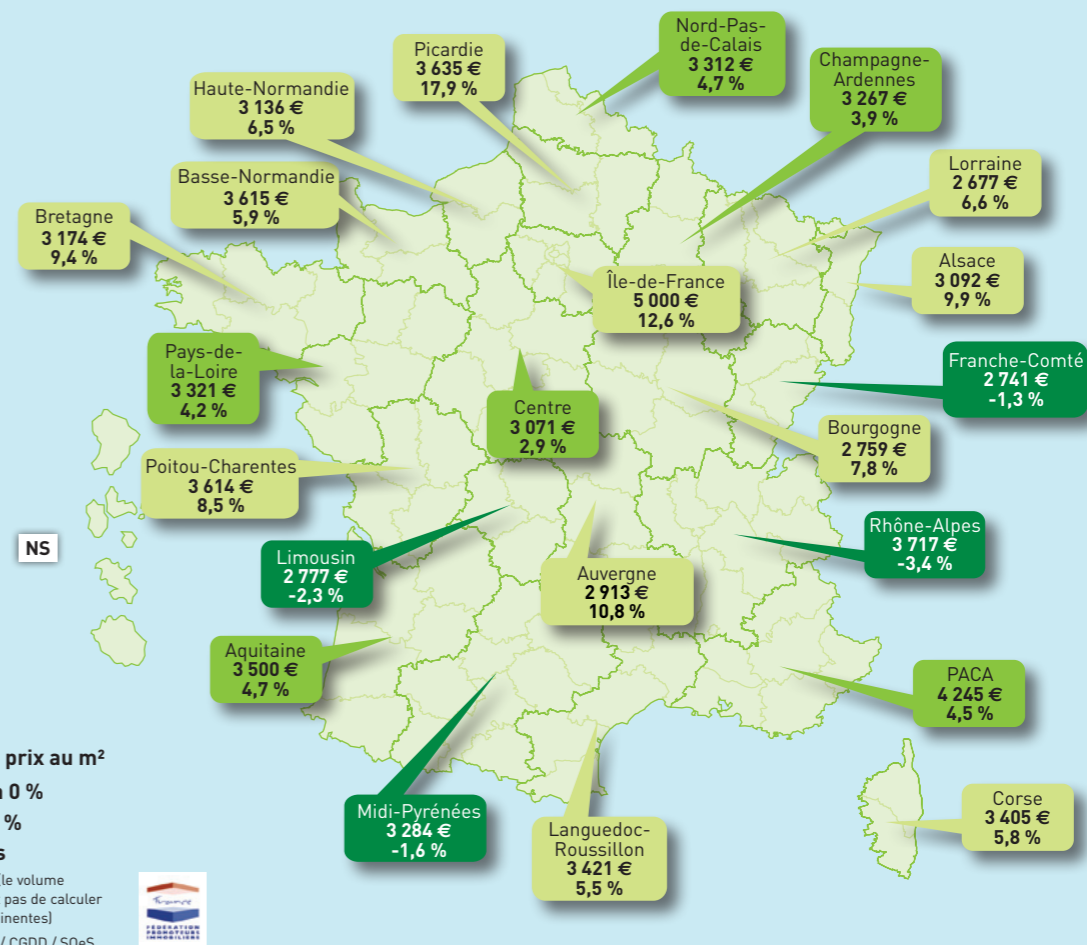 Nord-Pas-
de-Calais
3 312 €
4,7 %
Picardie
3 635 €
17,9 %
Champagne-
Ardennes
3 267 €
3,9 %
Haute-Normandie
3 136 €
6,5 %
Lorraine
2 677 €
6,6 %
Basse-Normandie
3 615 €
5,9 %
Bretagne
3 174 €
9,4 %
Alsace
3 092 €
9,9 %
Île-de-France
5 000 €
12,6 %
Pays-de-
la-Loire
3 321 €
4,2 %
Franche-Comté
2 741 €
-1,3 %
Centre
3 071 €
2,9 %
Bourgogne
2 759 €
7,8 %
Poitou-Charentes
3 614 €
8,5 %
Rhône-Alpes
3 717 €
-3,4 %
NS
Limousin
2 777 €
-2,3 %
Auvergne
2 913 €
10,8 %
Aquitaine
3 500 €
4,7 %
PACA
4 245 €
4,5 %
Midi-Pyrénées
3 284 €
-1,6 %
Languedoc-
Roussillon
3 421 €
5,5 %
Corse
3 405 €
5,8 %
prix au m²
à 0 %
%
s
(le volume
pas de calculer
inentes)
/ CGDD / SOeS
France
FEDERATION
PROMOTEURS
IMMOBILIERS